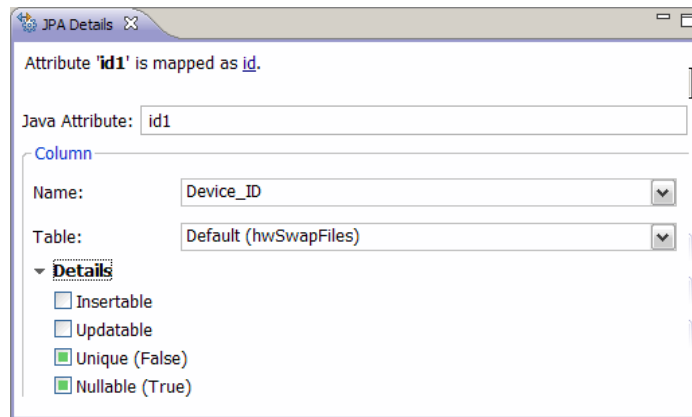 JPA Details
Attribute 'id1' is mapped as id.
Java Attribute: id1
Column
Name: Device_ID
Table: Default (hwSwapFiles)
Details
Insertable
Updatable
Unique (False)
Nullable (True)